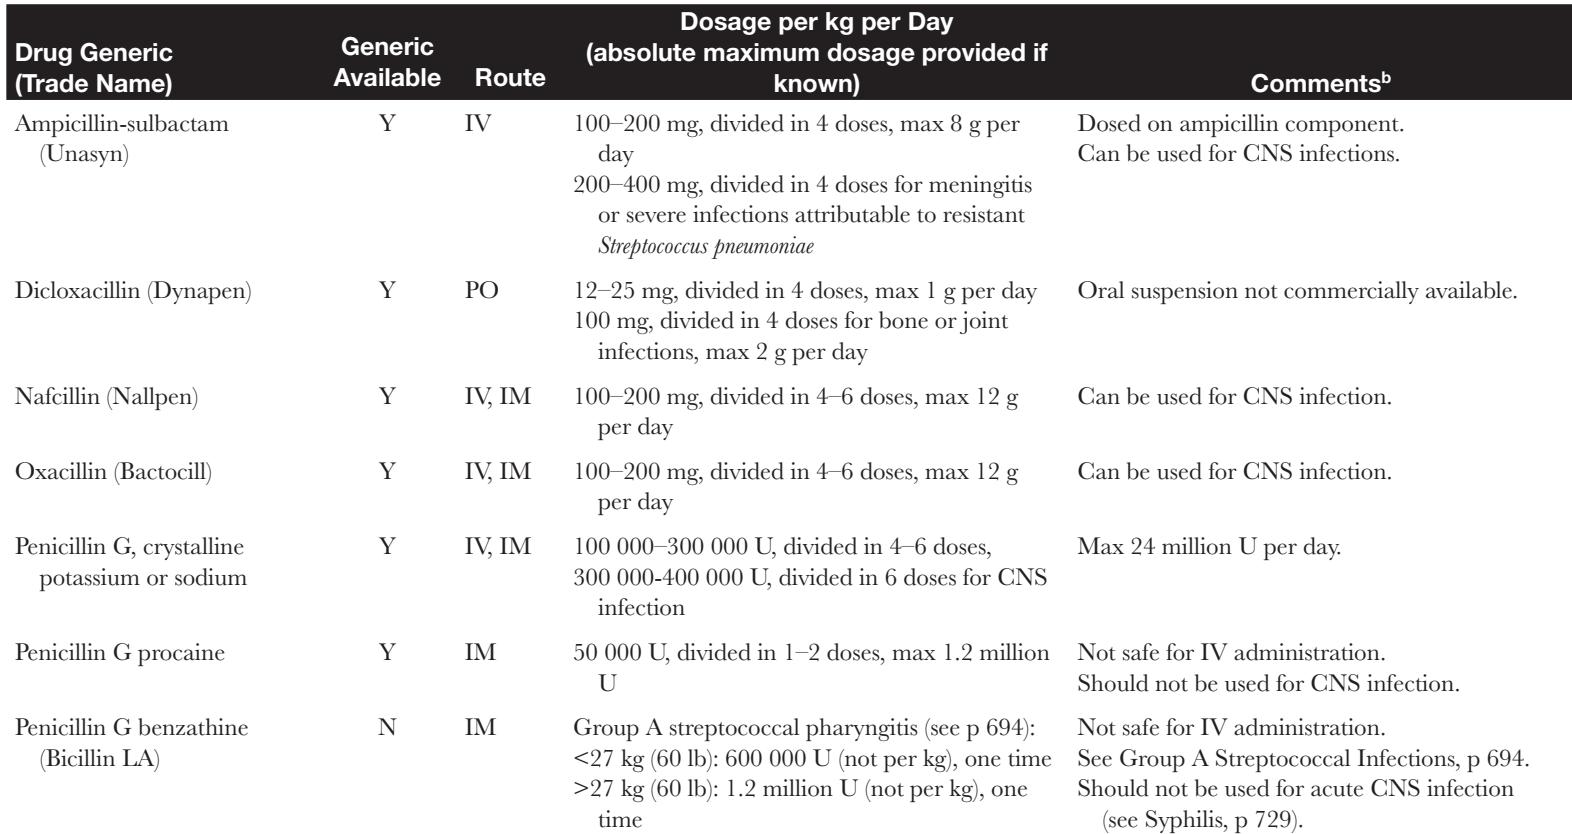 Drug Generic
(Trade Name)
Generic
Available
Route
Dosage per kg per Day
(absolute maximum dosage provided if
known)
Commentsᵇ
Ampicillin-sulbactam
(Unasyn)
Y
IV
100–200 mg, divided in 4 doses, max 8 g per
day
200–400 mg, divided in 4 doses for meningitis
or severe infections attributable to resistant
Streptococcus pneumoniae
Dosed on ampicillin component.
Can be used for CNS infections.
Dicloxacillin (Dynapen)
Y
PO
12–25 mg, divided in 4 doses, max 1 g per day
100 mg, divided in 4 doses for bone or joint
infections, max 2 g per day
Oral suspension not commercially available.
Nafcillin (Nallpen)
Y
IV, IM
100–200 mg, divided in 4–6 doses, max 12 g
per day
Can be used for CNS infection.
Oxacillin (Bactocill)
Y
IV, IM
100–200 mg, divided in 4–6 doses, max 12 g
per day
Can be used for CNS infection.
Penicillin G, crystalline
potassium or sodium
Y
IV, IM
100 000–300 000 U, divided in 4–6 doses,
300 000-400 000 U, divided in 6 doses for CNS
infection
Max 24 million U per day.
Penicillin G procaine
Y
IM
50 000 U, divided in 1–2 doses, max 1.2 million
U
Not safe for IV administration.
Should not be used for CNS infection.
Penicillin G benzathine
(Bicillin LA)
N
IM
Group A streptococcal pharyngitis (see p 694):
<27 kg (60 lb): 600 000 U (not per kg), one time
>27 kg (60 lb): 1.2 million U (not per kg), one
time
Not safe for IV administration.
See Group A Streptococcal Infections, p 694.
Should not be used for acute CNS infection
(see Syphilis, p 729).